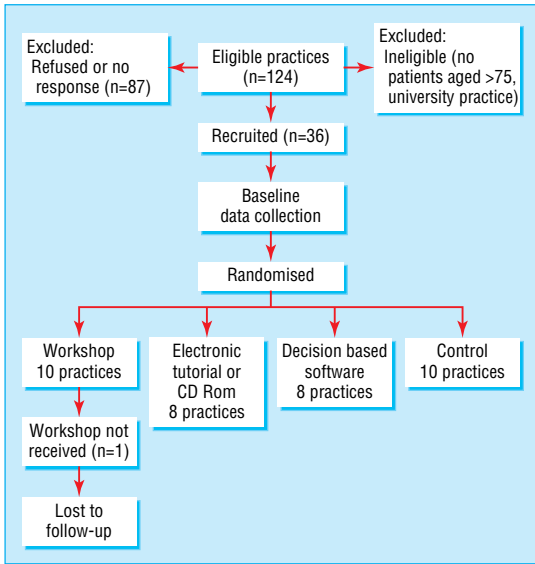 Excluded:
Refused or no
response (n=87)
Eligible practices
(n=124)
Excluded:
Ineligible (no
patients aged >75,
university practice)
Recruited (n=36)
Baseline
data collection
Randomised
Workshop
10 practices
Electronic
tutorial or
CD Rom
8 practices
Decision based
software
8 practices
Control
10 practices
Workshop not
received (n=1)
Lost to
follow-up